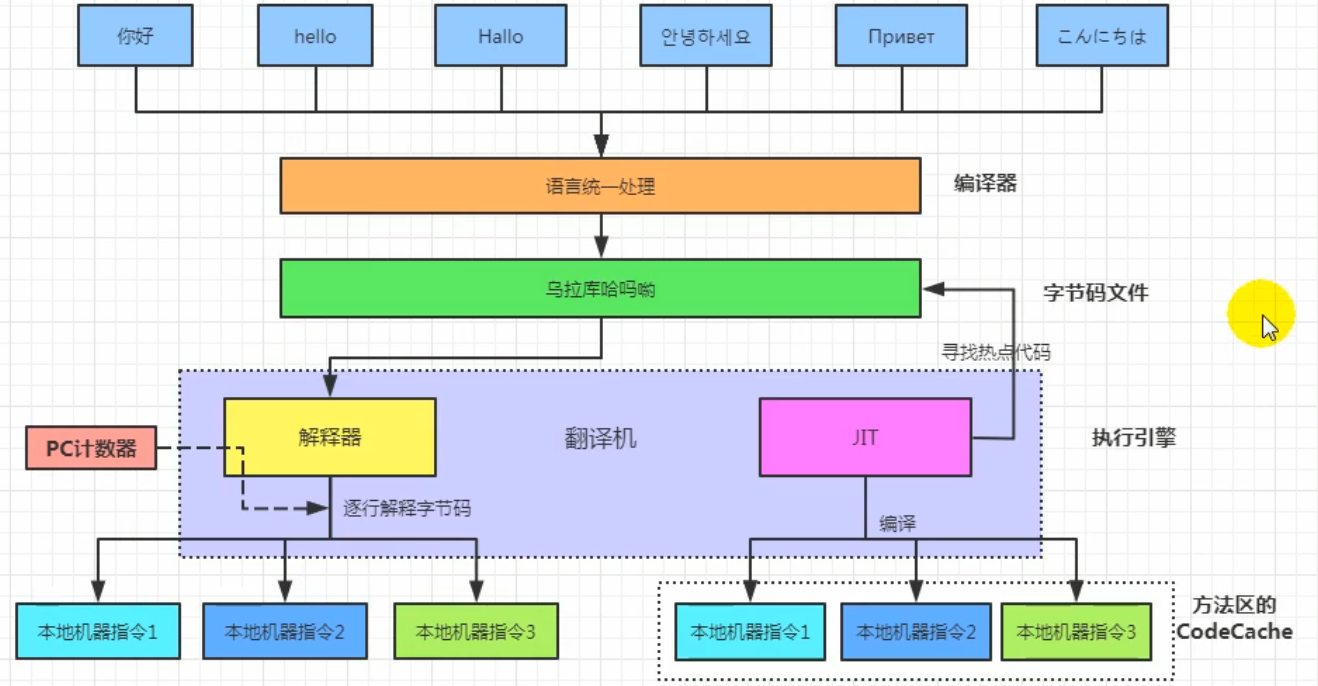 你好
hello
Hallo
안녕하세요
Привет
こんにちは
语言统一处理
编译器
乌拉库哈吗呦
字节码文件
寻找热点代码
PC计数器
解释器
翻译机
JIT
执行引擎
逐行解释字节码
编译
本地机器指令1
本地机器指令2
本地机器指令3
本地机器指令1
本地机器指令2
本地机器指令3
方法区的
CodeCache